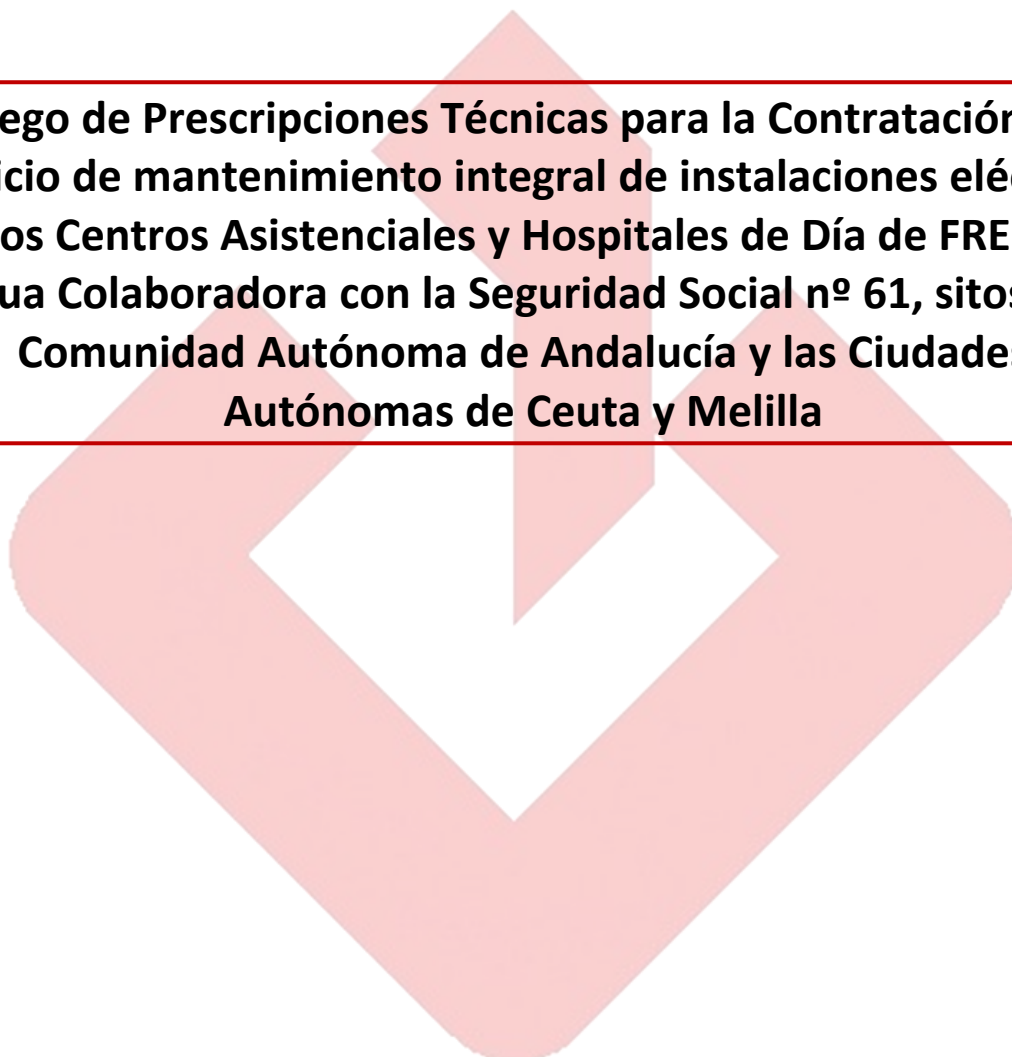 ego de Prescripciones Técnicas para la Contratación
icio de mantenimiento integral de instalaciones elé
os Centros Asistenciales y Hospitales de Día de FRE
ua Colaboradora con la Seguridad Social nº 61, sitos
Comunidad Autónoma de Andalucía y las Ciudades
Autónomas de Ceuta y Melilla